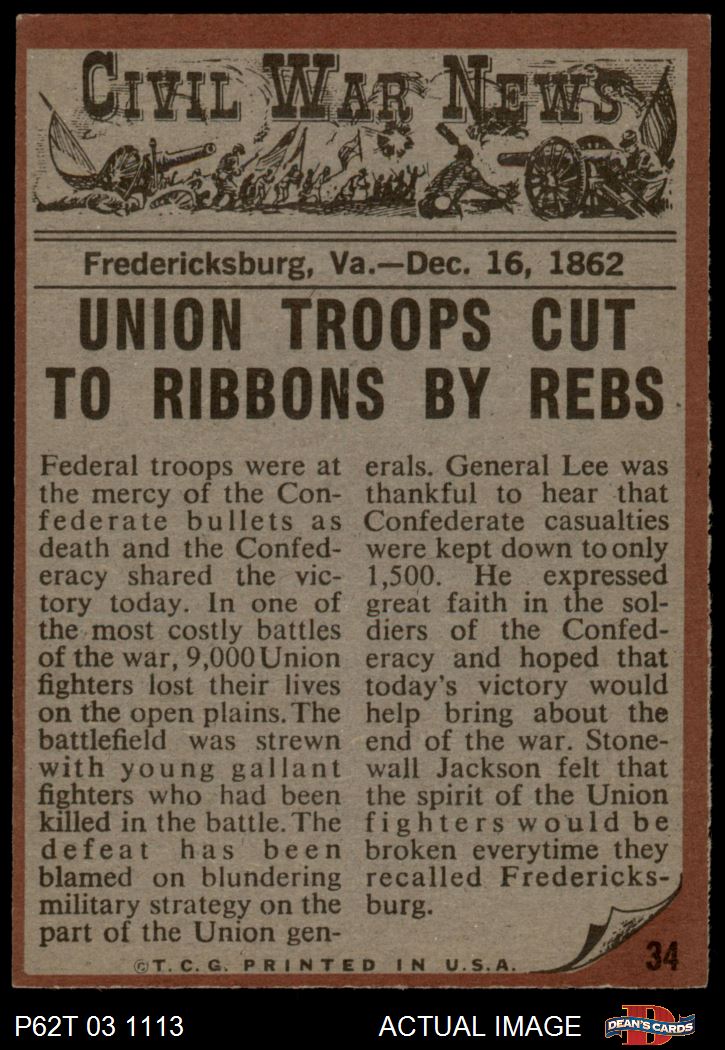 CIVIL WAR NEWS
Fredericksburg, Va.—Dec. 16, 1862
UNION TROOPS CUT
TO RIBBONS BY REBS
Federal troops were at
the mercy of the Con-
federate bullets as
death and the Confed-
eracy shared the vic-
tory today. In one of
the most costly battles
of the war, 9,000 Union
fighters lost their lives
on the open plains. The
battlefield was strewn
with young gallant
fighters who had been
killed in the battle. The
defeat has been
blamed on blundering
military strategy on the
part of the Union gen-
erals. General Lee was
thankful to hear that
Confederate casualties
were kept down to only
1,500. He expressed
great faith in the sol-
diers of the Confed-
eracy and hoped that
today's victory would
help bring about the
end of the war. Stone-
wall Jackson felt that
the spirit of the Union
fighters would be
broken everytime they
recalled Fredericks-
burg.
©T.C.G. PRINTED IN U.S.A.
34
P62T 03 1113
ACTUAL IMAGE
D
DEAN'S CARDS